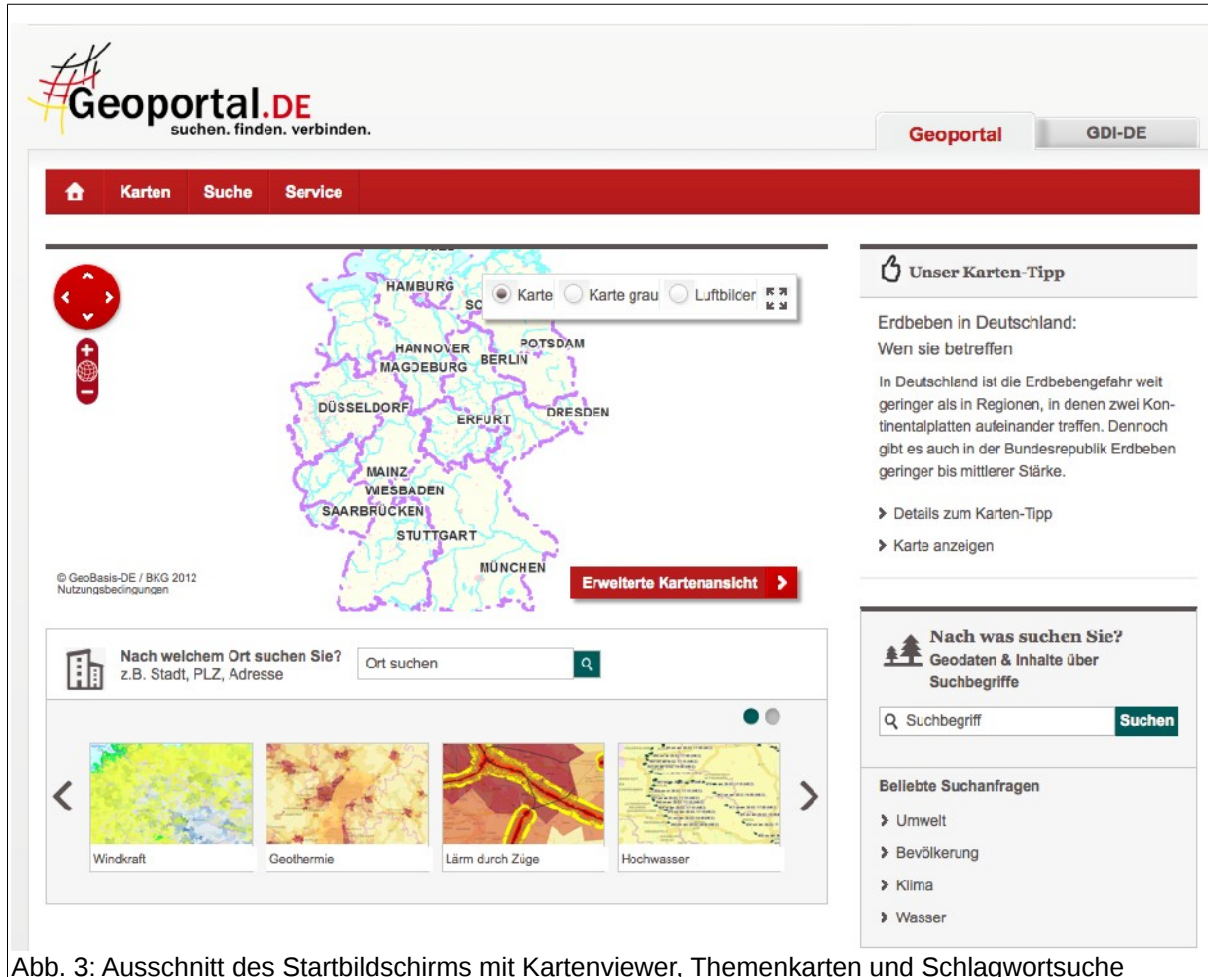 Geoportal.DE
suchen. finden. verbinden.
Geoportal
GDI-DE
Karten
Suche
Service
HAMBURG
HANNOVER
POTSDAM
BERLIN
MAGDEBURG
DÜSSELDORF
ERFURT
DRESDEN
MAINZ
WIESBADEN
SAARBRÜCKEN
STUTTGART
MÜNCHEN
Karte
Karte grau
Luftbilder
© GeoBasis-DE / BKG 2012
Nutzungsbedingungen
Erweiterte Kartenansicht
Nach welchem Ort suchen Sie?
z.B. Stadt, PLZ, Adresse
Ort suchen
Windkraft
Geothermie
Lärm durch Züge
Hochwasser
Unser Karten-Tipp
Erdbeben in Deutschland:
Wen sie betreffen
In Deutschland ist die Erdbebengefahr weit
geringer als in Regionen, in denen zwei Kon-
tinentalplatten aufeinander treffen. Dennoch
gibt es auch in der Bundesrepublik Erdbeben
geringer bis mittlerer Stärke.
Details zum Karten-Tipp
Karte anzeigen
Nach was suchen Sie?
Geodaten & Inhalte über
Suchbegriffe
Suchbegriff
Suchen
Beliebte Suchanfragen
Umwelt
Bevölkerung
Klima
Wasser
Abb. 3: Ausschnitt des Startbildschirms mit Kartenviewer, Themenkarten und Schlagwortsuche